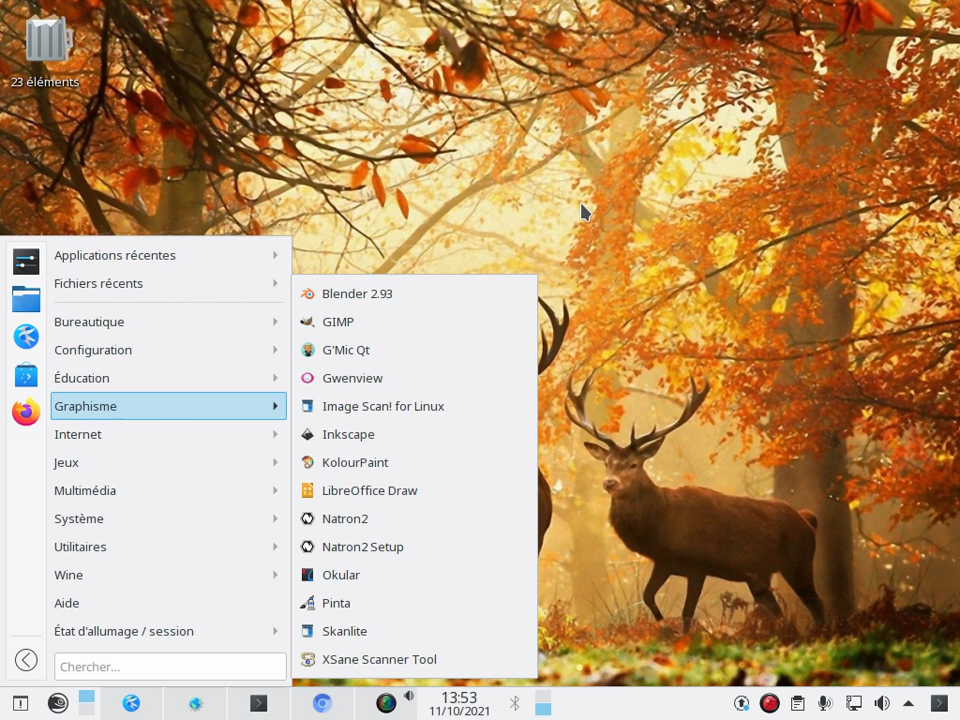 23 éléments
Applications récentes
Fichiers récents
Bureautique
Configuration
Éducation
Graphisme
Internet
Jeux
Multimédia
Système
Utilitaires
Wine
Aide
État d'allumage / session
Chercher...
Blender 2.93
GIMP
G'Mic Qt
Gwenview
Image Scan! for Linux
Inkscape
KolourPaint
LibreOffice Draw
Natron2
Natron2 Setup
Okular
Pinta
Skanlite
XSane Scanner Tool
13:53
11/10/2021